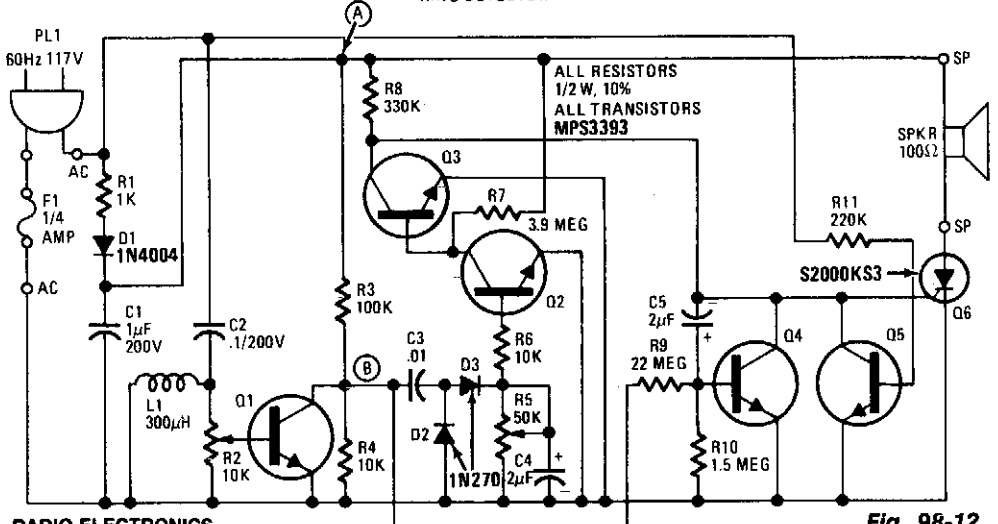 A
PL1
60Hz 117V
AC
F1
1/4
AMP
AC
R1
1K
D1
1N4004
C1
1µF
200V
C2
.1/200V
L1
300µH
R2
10K
Q1
R3
100K
B
R4
10K
R8
330K
Q3
R7
3.9 MEG
ALL RESISTORS
1/2 W, 10%
ALL TRANSISTORS
MPS3393
Q2
R6
10K
C3
.01
D3
D2
1N270
R5
50K
C4
2µF
+
−
C5
2µF
−
+
R9
22 MEG
R10
1.5 MEG
Q4
Q5
R11
220K
S2000KS3
Q6
SP
SPKR
100Ω
SP
RADIO-ELECTRONICS
Fig. 98-12